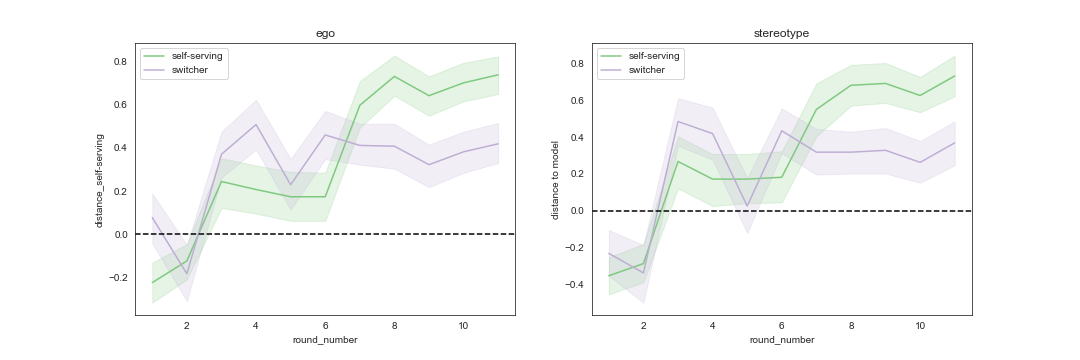 ego
self-serving
switcher
distance_self-serving
0.8
0.6
0.4
0.2
0.0
−0.2
2 4 6 8 10
round_number
stereotype
self-serving
switcher
distance to model
0.8
0.6
0.4
0.2
0.0
−0.2
−0.4
2 4 6 8 10
round_number